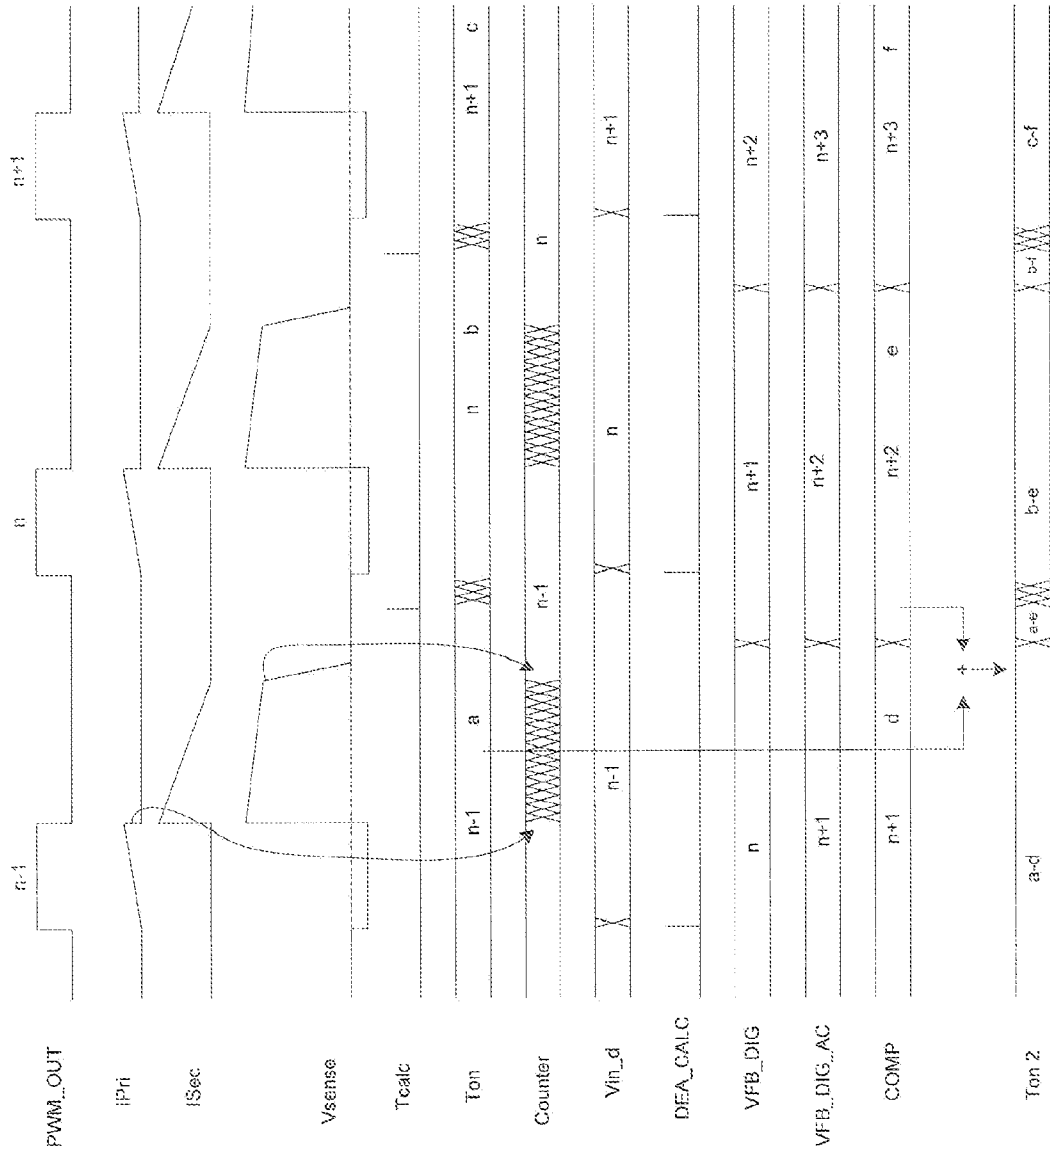 n-1 n n+1
PWM_OUT
IPri
ISec
Vsense
Tcalc
Ton n-1 a n b n+1 c
Counter n-1 n
Vin_d n-1 n n+1
DEA_CALC
VFB_DIG n n+1 n+2
VFB_DIG_AC n+1 n+2 n+3
COMP n+1 d n+2 e n+3 f
+
Ton 2 a-d a-e b-e b-f c-f